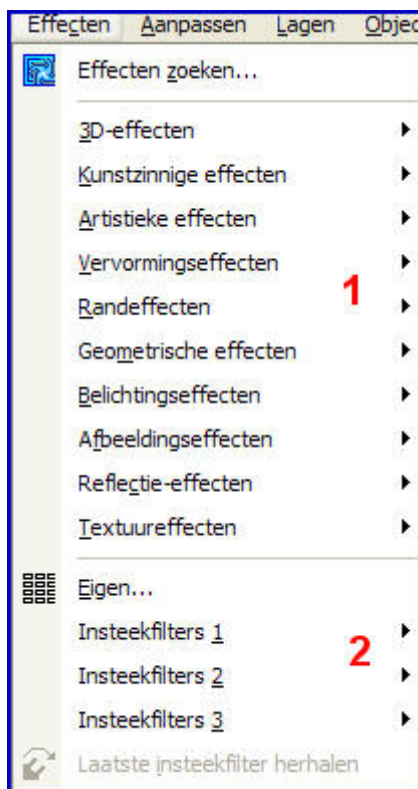 Effecten Aanpassen Lagen Objec
Effecten zoeken...
3D-effecten
Kunstzinnige effecten
Artistieke effecten
Vervormingseffecten
1
Randeffecten
Geometrische effecten
Belichtingseffecten
Afbeeldingseffecten
Reflectie-effecten
Textuureffecten
Eigen...
Insteekfilters 1
2
Insteekfilters 2
Insteekfilters 3
Laatste insteekfilter herhalen